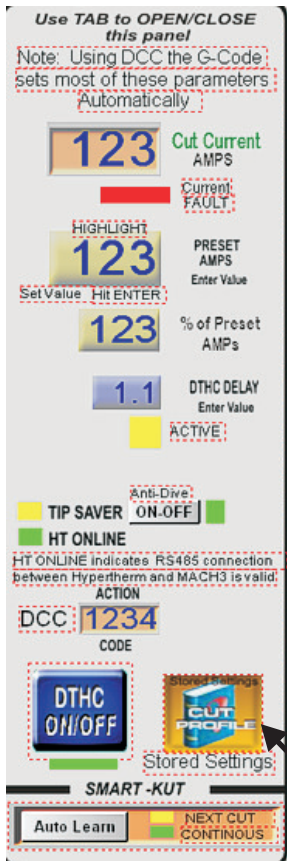 Use TAB to OPEN/CLOSE
this panel
Note: Using DCC the G-Code
sets most of these parameters
Automatically
123 Cut Current
AMPS
Current
FAULT
HIGHLIGHT
123 PRESET
AMPS
Enter Value
Set Value Hit ENTER
123 % of Preset
AMPs
1.1 DTHC DELAY
Enter Value
ACTIVE
Anti-Dive
TIP SAVER ON-OFF
HT ONLINE
HT ONLINE indicates RS485 connection
between Hypertherm and MACH3 is valid
ACTION
DCC 1234
CODE
DTHC
ON/OFF
Stored Settings
CUT
PROFILE
Stored Settings
SMART -KUT
Auto Learn NEXT CUT
CONTINOUS